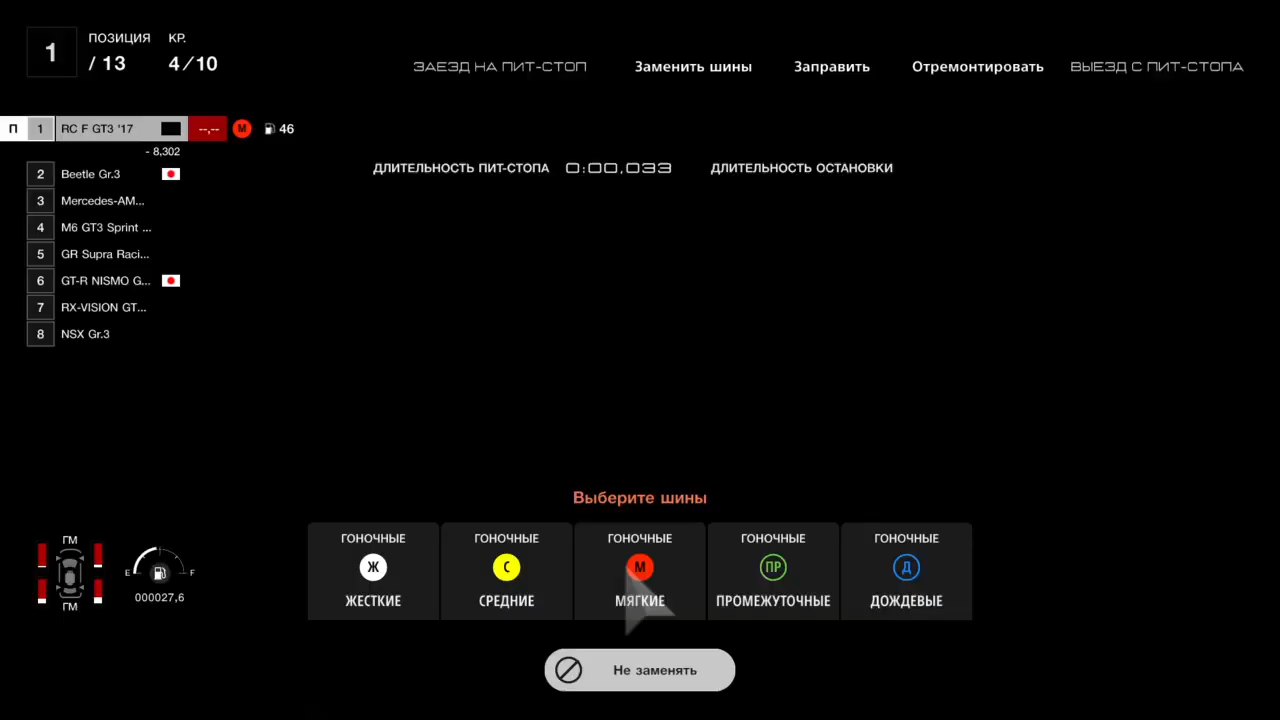 1
ПОЗИЦИЯ КР.
/ 13 4/10
ЗАЕЗД НА ПИТ-СТОП Заменить шины Заправить Отремонтировать ВЫЕЗД С ПИТ-СТОПА
П 1 RC F GT3 '17 --,-- М 46
- 8,302
2 Beetle Gr.3
3 Mercedes-AM...
4 M6 GT3 Sprint ...
5 GR Supra Raci...
6 GT-R NISMO G...
7 RX-VISION GT...
8 NSX Gr.3
ДЛИТЕЛЬНОСТЬ ПИТ-СТОПА 0:00,033 ДЛИТЕЛЬНОСТЬ ОСТАНОВКИ
Выберите шины
ГОНОЧНЫЕ ГОНОЧНЫЕ ГОНОЧНЫЕ ГОНОЧНЫЕ ГОНОЧНЫЕ
Ж С М ПР Д
ЖЕСТКИЕ СРЕДНИЕ МЯГКИЕ ПРОМЕЖУТОЧНЫЕ ДОЖДЕВЫЕ
ГМ
E F
000027,6
ГМ
Не заменять